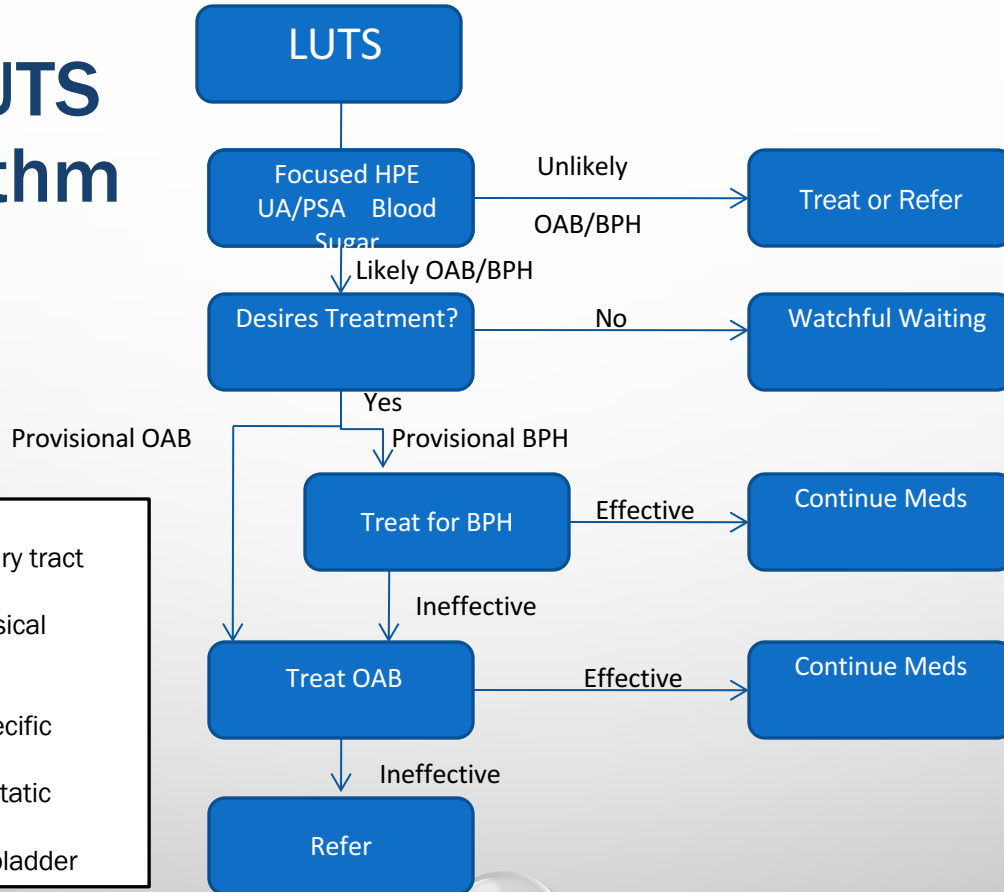 UTS
thm
LUTS
Focused HPE
UA/PSA Blood
Sugar
Unlikely
OAB/BPH
Treat or Refer
Likely OAB/BPH
Desires Treatment?
No
Watchful Waiting
Yes
Provisional OAB
Provisional BPH
Treat for BPH
Effective
Continue Meds
Ineffective
Treat OAB
Effective
Continue Meds
Ineffective
Refer
ry tract
sical
ecific
tatic
bladder